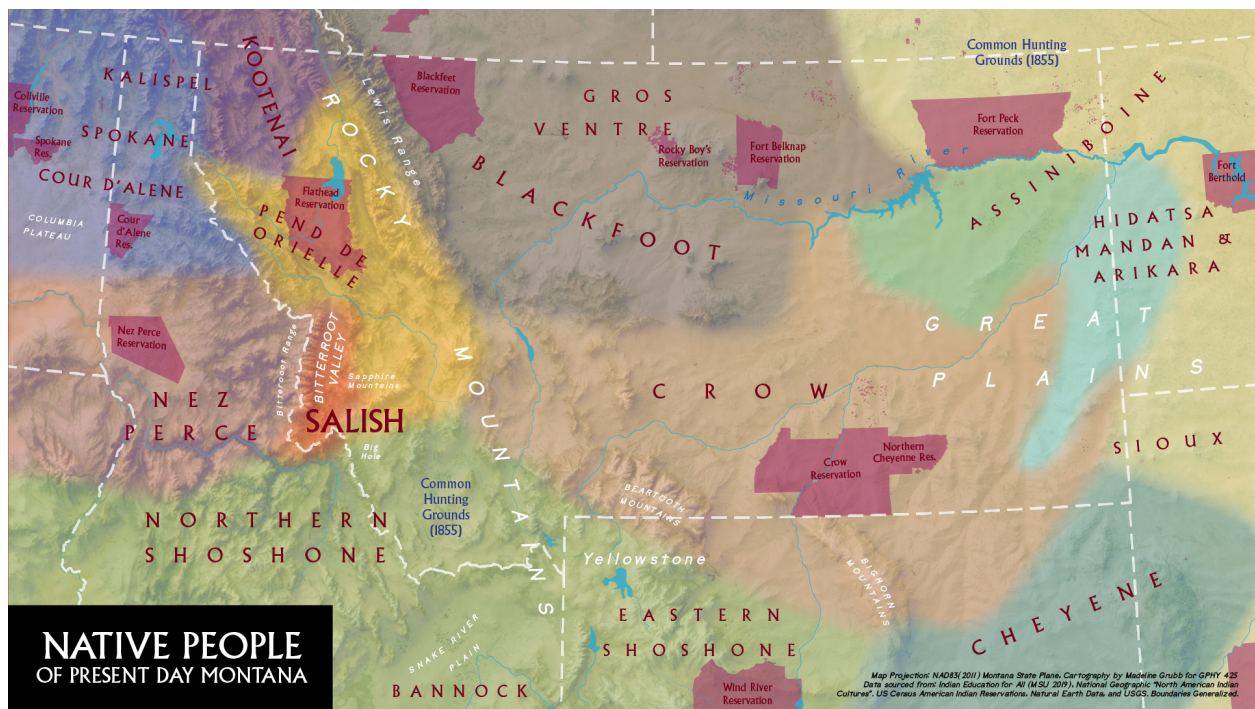 Common Hunting
Grounds (1855)
KALISPEL
KOOTENAI
ROCKY
MOUNTAINS
Lewis Range
Blackfeet
Reservation
GROS
VENTRE
Collville
Reservation
SPOKANE
Spokane
Res.
COUR D'ALENE
COLUMBIA
PLATEAU
Cour
d'Alene
Res.
Flathead
Reservation
PEND DE
ORIELLE
BLACKFOOT
Rocky Boy's
Reservation
Fort Belknap
Reservation
Missouri River
Fort Peck
Reservation
ASSINIBOINE
Fort
Berthold
HIDATSA
MANDAN &
ARIKARA
GREAT
PLAINS
Nez Perce
Reservation
NEZ
PERCE
Bitterooot Range
BITTERROOT
VALLEY
Sapphire
Mountains
SALISH
Big
Hole
CROW
Crow
Reservation
Northern
Cheyenne Res.
SIOUX
Common
Hunting
Grounds
(1855)
BEARTOOTH
MOUNTAINS
NORTHERN
SHOSHONE
Yellowstone
BIGHORN
MOUNTAINS
EASTERN
SHOSHONE
CHEYENE
SNAKE RIVER
PLAIN
BANNOCK
Wind River
Reservation
NATIVE PEOPLE
OF PRESENT DAY MONTANA
Map Projection: NAD83(2011) Montana State Plane. Cartography by Madeline Grubb for GPHY 425
Data sourced from: Indian Education for All (MSU 2019), National Geographic "North American Indian
Cultures". US Census American Indian Reservations. Natural Earth Data, and USGS. Boundaries Generalized.